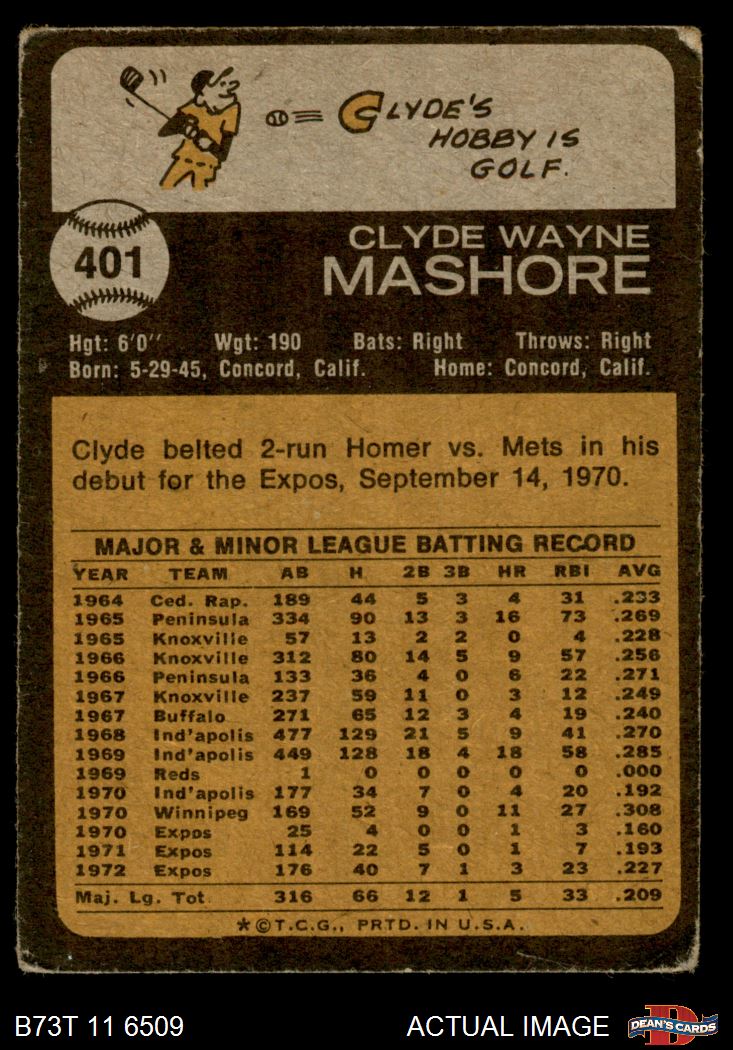 CLYDE'S
HOBBY IS
GOLF.
401
CLYDE WAYNE
MASHORE
Hgt: 6'0'' Wgt: 190 Bats: Right Throws: Right
Born: 5-29-45, Concord, Calif. Home: Concord, Calif.
Clyde belted 2-run Homer vs. Mets in his
debut for the Expos, September 14, 1970.
MAJOR & MINOR LEAGUE BATTING RECORD
YEAR TEAM AB H 2B 3B HR RBI AVG
1964 Ced. Rap. 189 44 5 3 4 31 .233
1965 Peninsula 334 90 13 3 16 73 .269
1965 Knoxville 57 13 2 2 0 4 .228
1966 Knoxville 312 80 14 5 9 57 .256
1966 Peninsula 133 36 4 0 6 22 .271
1967 Knoxville 237 59 11 0 3 12 .249
1967 Buffalo 271 65 12 3 4 19 .240
1968 Ind'apolis 477 129 21 5 9 41 .270
1969 Ind'apolis 449 128 18 4 18 58 .285
1969 Reds 1 0 0 0 0 0 .000
1970 Ind'apolis 177 34 7 0 4 20 .192
1970 Winnipeg 169 52 9 0 11 27 .308
1970 Expos 25 4 0 0 1 3 .160
1971 Expos 114 22 5 0 1 7 .193
1972 Expos 176 40 7 1 3 23 .227
Maj. Lg. Tot. 316 66 12 1 5 33 .209
*©T.C.G., PRTD. IN U.S.A.
B73T 11 6509 ACTUAL IMAGE
DEAN'S CARDS